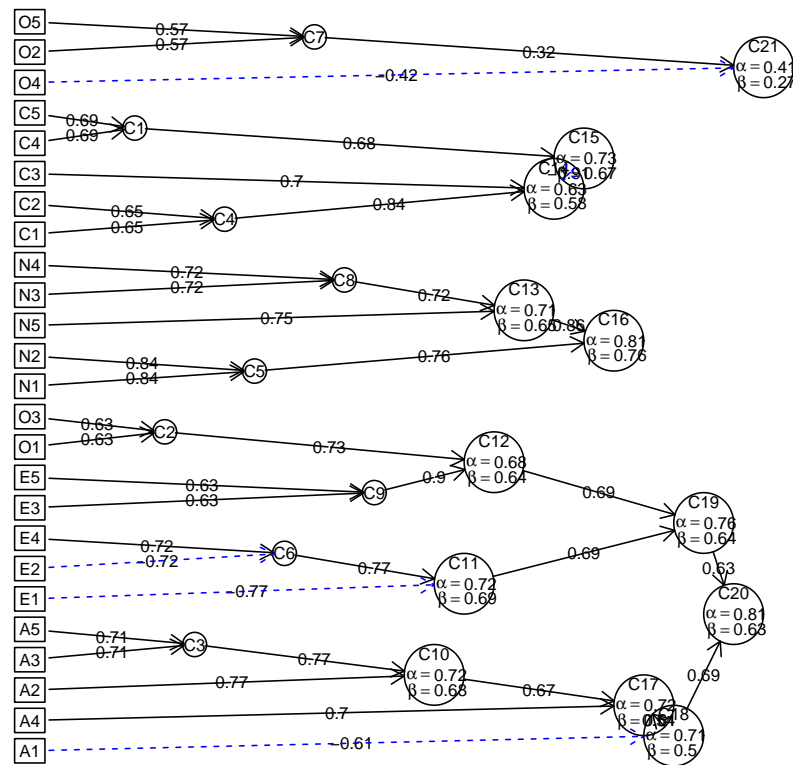 O5
0.57
C7
O2
0.57
0.32
C21
α = 0.41
β = 0.27
O4
−0.42
C5
0.69
C1
C4
0.69
0.68
C15
α = 0.73
C3
0.7
α = 0.63
β = 0.58
C2
0.65
C4
C1
0.65
0.84
N4
0.72
C8
N3
0.72
0.72
C13
α = 0.71
β = 0.65
N5
0.75
0.86
C16
α = 0.81
β = 0.76
N2
0.84
C5
N1
0.84
0.76
O3
0.63
C2
O1
0.63
0.73
C12
α = 0.68
β = 0.64
E5
0.63
C9
E3
0.63
0.9
0.69
C19
α = 0.76
β = 0.64
E4
0.72
C6
E2
−0.72
0.77
C11
α = 0.72
β = 0.69
0.69
E1
−0.77
0.63
C20
α = 0.81
β = 0.63
A5
0.71
C3
A3
0.71
0.77
C10
α = 0.72
β = 0.68
A2
0.77
0.67
C17
α = 0.72
A4
0.7
0.69
A1
−0.61
α = 0.71
β = 0.5